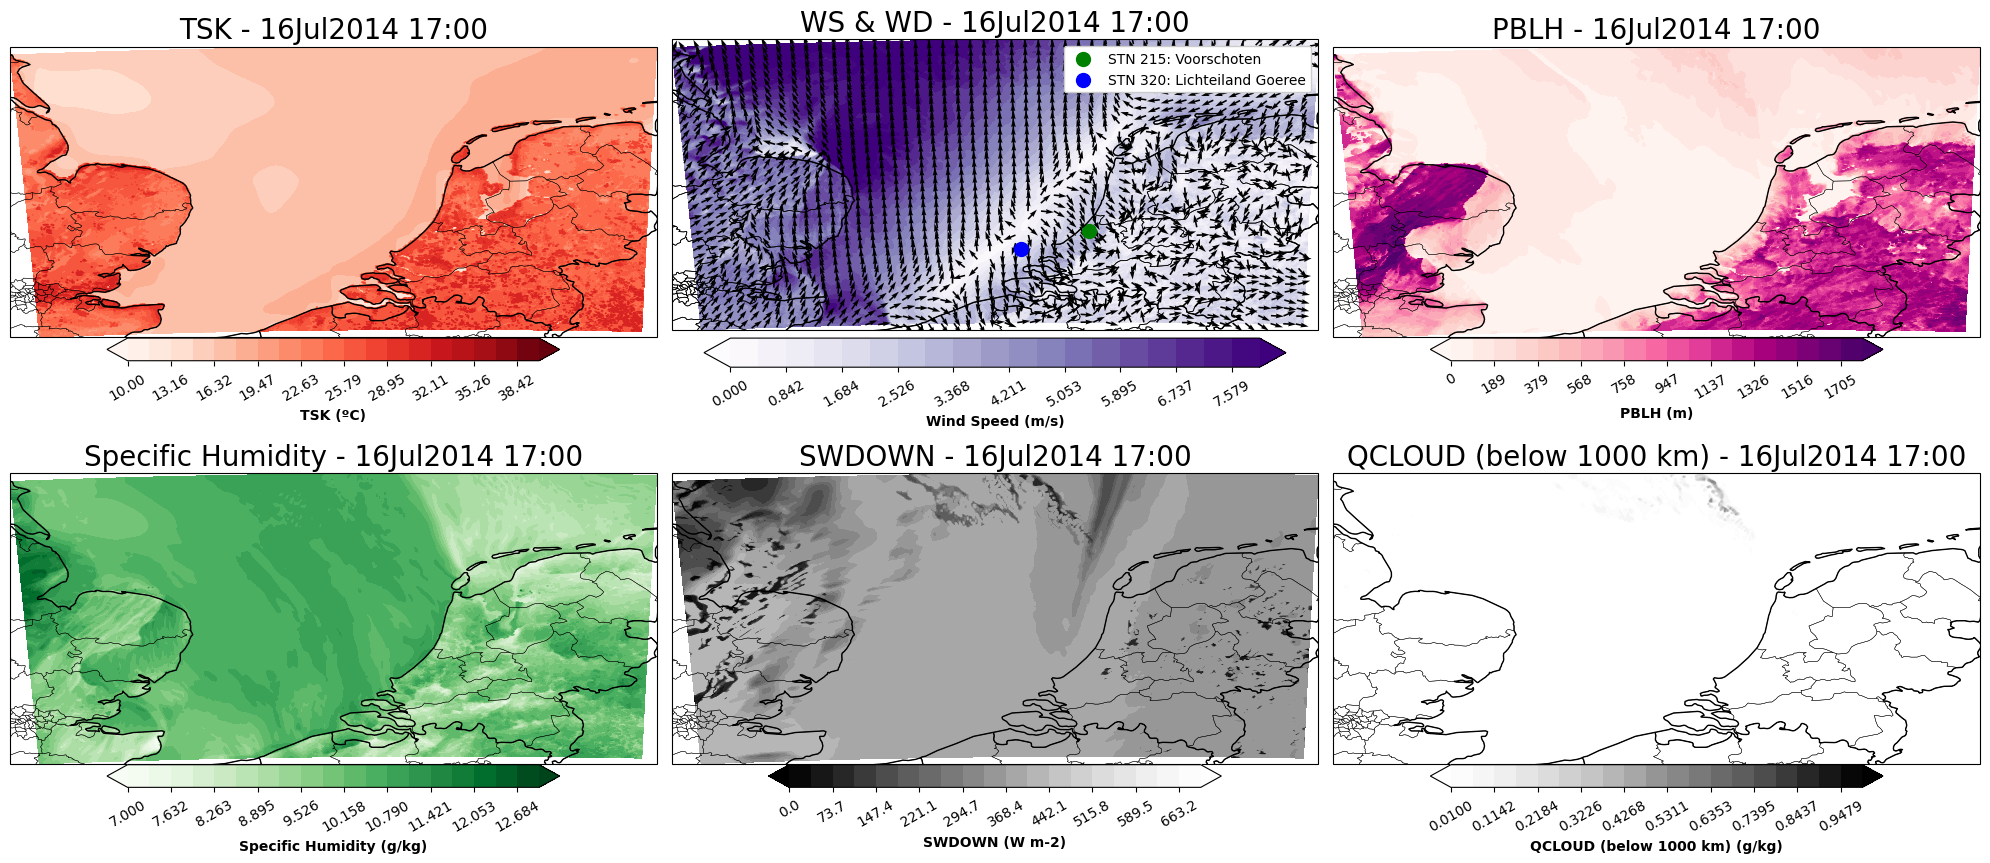 TSK - 16Jul2014 17:00
WS & WD - 16Jul2014 17:00
PBLH - 16Jul2014 17:00
STN 215: Voorschoten
STN 320: Lichteiland Goeree
10.00 13.16 16.32 19.47 22.63 25.79 28.95 32.11 35.26 38.42
TSK (ºC)
0.000 0.842 1.684 2.526 3.368 4.211 5.053 5.895 6.737 7.579
Wind Speed (m/s)
0 189 379 568 758 947 1137 1326 1516 1705
PBLH (m)
Specific Humidity - 16Jul2014 17:00
SWDOWN - 16Jul2014 17:00
QCLOUD (below 1000 km) - 16Jul2014 17:00
7.000 7.632 8.263 8.895 9.526 10.158 10.790 11.421 12.053 12.684
Specific Humidity (g/kg)
0.0 73.7 147.4 221.1 294.7 368.4 442.1 515.8 589.5 663.2
SWDOWN (W m-2)
0.0100 0.1142 0.2184 0.3226 0.4268 0.5311 0.6353 0.7395 0.8437 0.9479
QCLOUD (below 1000 km) (g/kg)